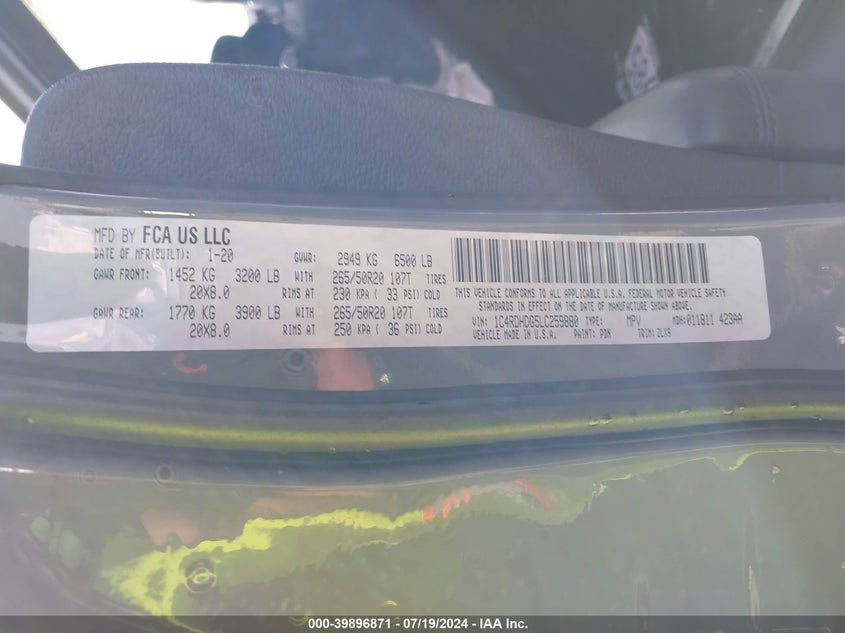 MFD BY FCA US LLC
DATE OF MFR(BUILT): 1-20 GVWR: 2949 KG 6500 LB
GAWR FRONT: 1452 KG 3200 LB WITH 265/50R20 107T TIRES
20X8.0 RIMS AT 230 KPA ( 33 PSI) COLD
GAWR REAR: 1770 KG 3900 LB WITH 265/50R20 107T TIRES
20X8.0 RIMS AT 250 KPA ( 36 PSI) COLD
THIS VEHICLE CONFORMS TO ALL APPLICABLE U.S.A. FEDERAL MOTOR VEHICLE SAFETY
STANDARDS IN EFFECT ON THE DATE OF MANUFACTURE SHOWN ABOVE.
VIN: 1C4RDHDG5LC259880 TYPE: MPV MDH: 011811 423AA
VEHICLE MADE IN U.S.A. PAINT: PDN TRIM: ZLX9
000-39896871 - 07/19/2024 - IAA Inc.